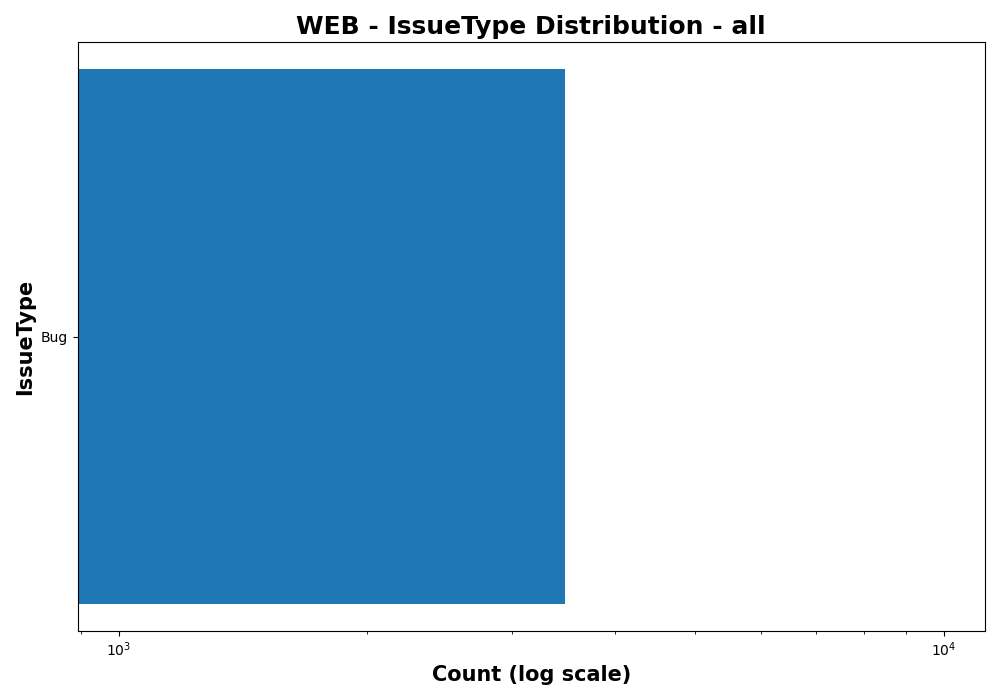 WEB - IssueType Distribution - all
IssueType
Bug
10³
10⁴
Count (log scale)